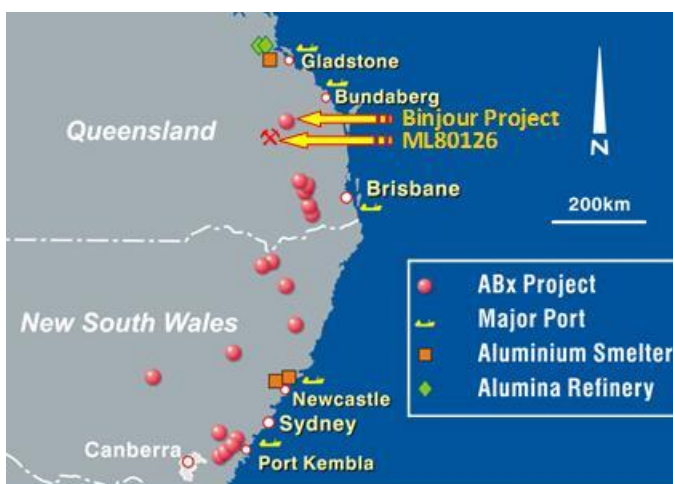 Gladstone
Bundaberg
Binjour Project
Queensland
ML80126
N
Brisbane
200km
ABx Project
New South Wales
Major Port
Aluminium Smelter
Alumina Refinery
Newcastle
Sydney
Canberra
Port Kembla